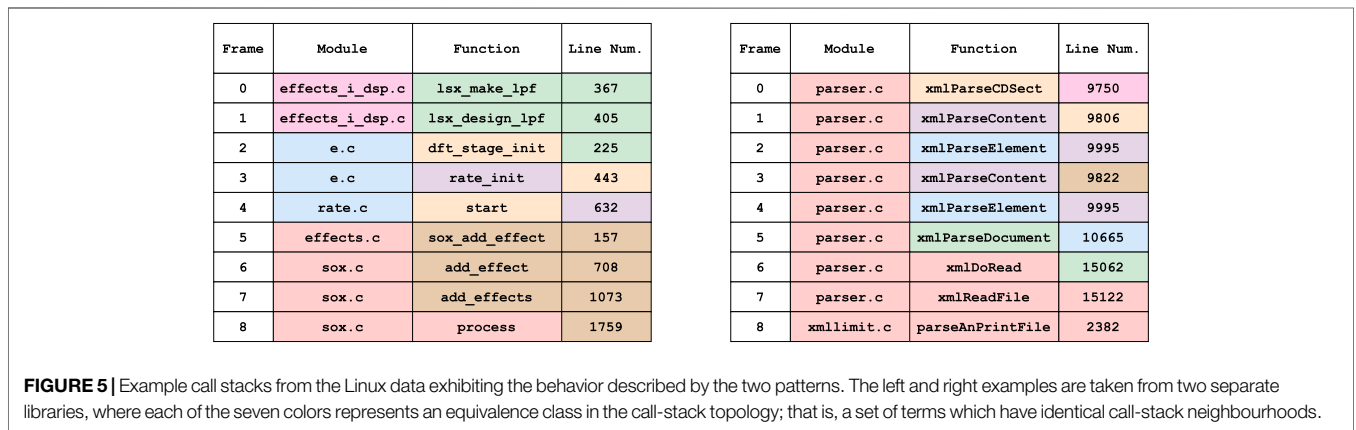 Frame Module Function Line Num.
0 effects_i_dsp.c lsx_make_lpf 367
1 effects_i_dsp.c lsx_design_lpf 405
2 e.c dft_stage_init 225
3 e.c rate_init 443
4 rate.c start 632
5 effects.c sox_add_effect 157
6 sox.c add_effect 708
7 sox.c add_effects 1073
8 sox.c process 1759
Frame Module Function Line Num.
0 parser.c xmlParseCDSect 9750
1 parser.c xmlParseContent 9806
2 parser.c xmlParseElement 9995
3 parser.c xmlParseContent 9822
4 parser.c xmlParseElement 9995
5 parser.c xmlParseDocument 10665
6 parser.c xmlDoRead 15062
7 parser.c xmlReadFile 15122
8 xmllimit.c parseAnPrintFile 2382
FIGURE 5 | Example call stacks from the Linux data exhibiting the behavior described by the two patterns. The left and right examples are taken from two separate
libraries, where each of the seven colors represents an equivalence class in the call-stack topology; that is, a set of terms which have identical call-stack neighbourhoods.